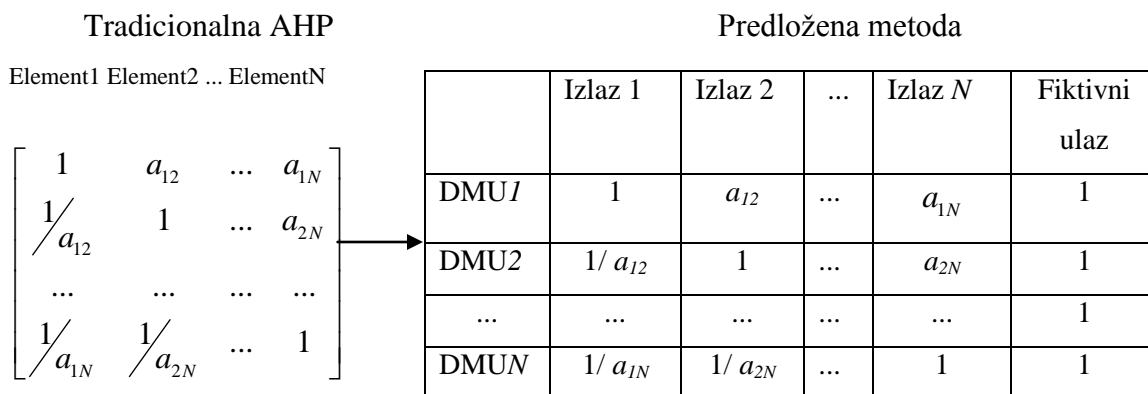 Tradicionalna AHP
Element1 Element2 ... ElementN
1 a12 ... a1N
1/a12 1 ... a2N
... ... ... ...
1/a1N 1/a2N ... 1
Predložena metoda
Izlaz 1 Izlaz 2 ... Izlaz N Fiktivni
ulaz
DMU1 1 a12 ... a1N 1
DMU2 1/ a12 1 ... a2N 1
... ... ... ... ... 1
DMUN 1/ a1N 1/ a2N ... 1 1